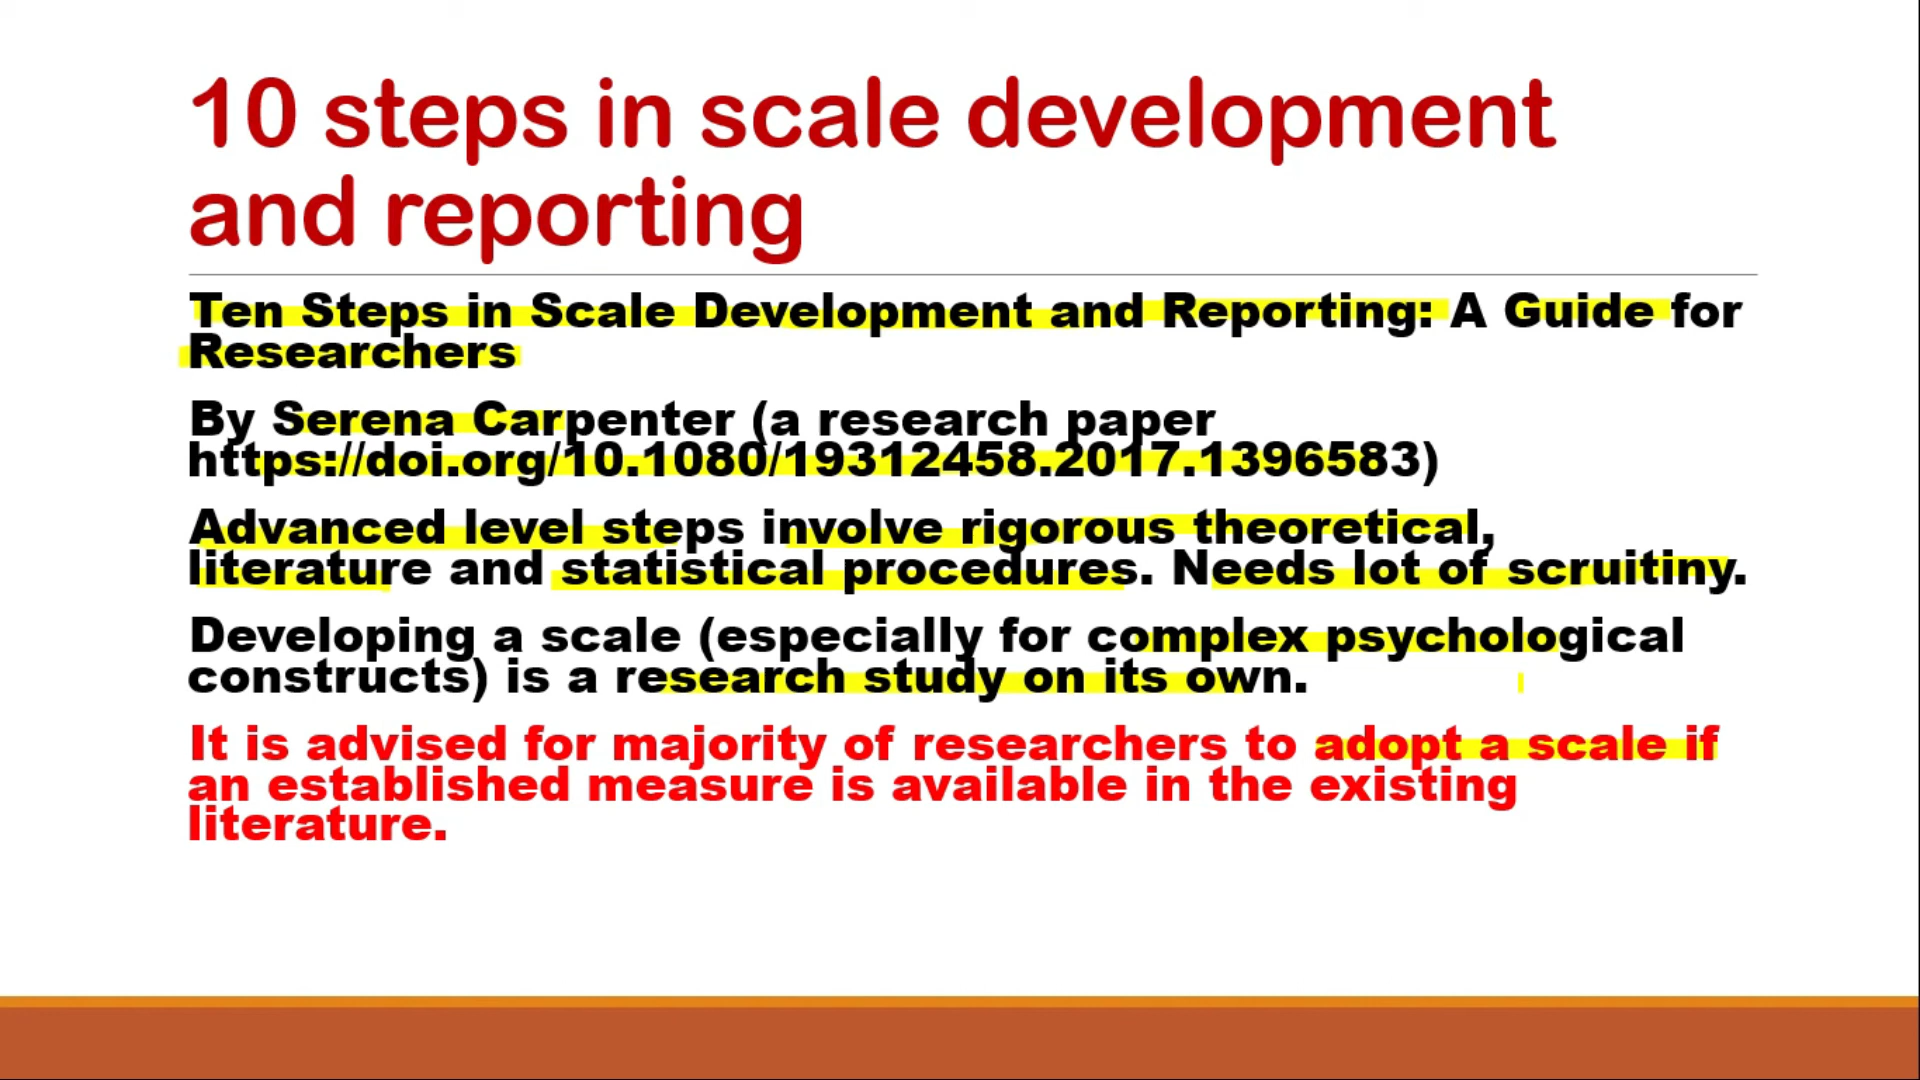 10 steps in scale development
and reporting
Ten Steps in Scale Development and Reporting: A Guide for
Researchers
By Serena Carpenter (a research paper
https://doi.org/10.1080/19312458.2017.1396583)
Advanced level steps involve rigorous theoretical,
literature and statistical procedures. Needs lot of scruitiny.
Developing a scale (especially for complex psychological
constructs) is a research study on its own.
It is advised for majority of researchers to adopt a scale if
an established measure is available in the existing
literature.